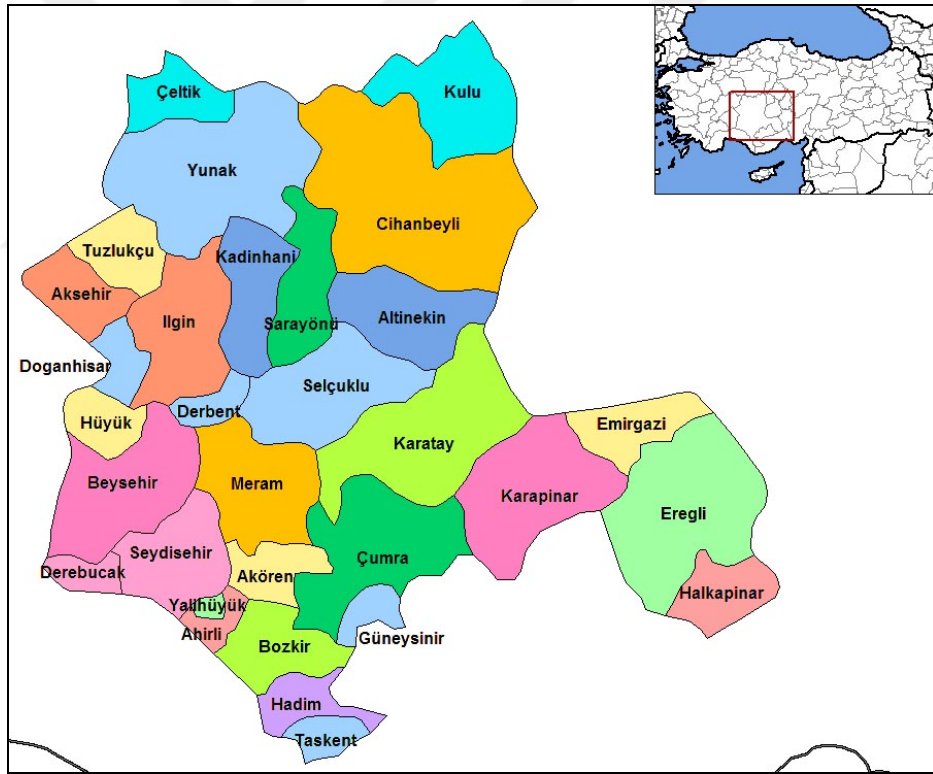 Çeltik
Kulu
Yunak
Cihanbeyli
Tuzlukçu
Kadinhani
Aksehir
Ilgin
Sarayönü
Altinekin
Doganhisar
Selçuklu
Derbent
Hüyük
Emirgazi
Karatay
Beysehir
Meram
Karapinar
Eregli
Seydisehir
Çumra
Derebucak
Akören
Halkapinar
Yalihüyük
Ahirli
Güneysinir
Bozkir
Hadim
Taskent